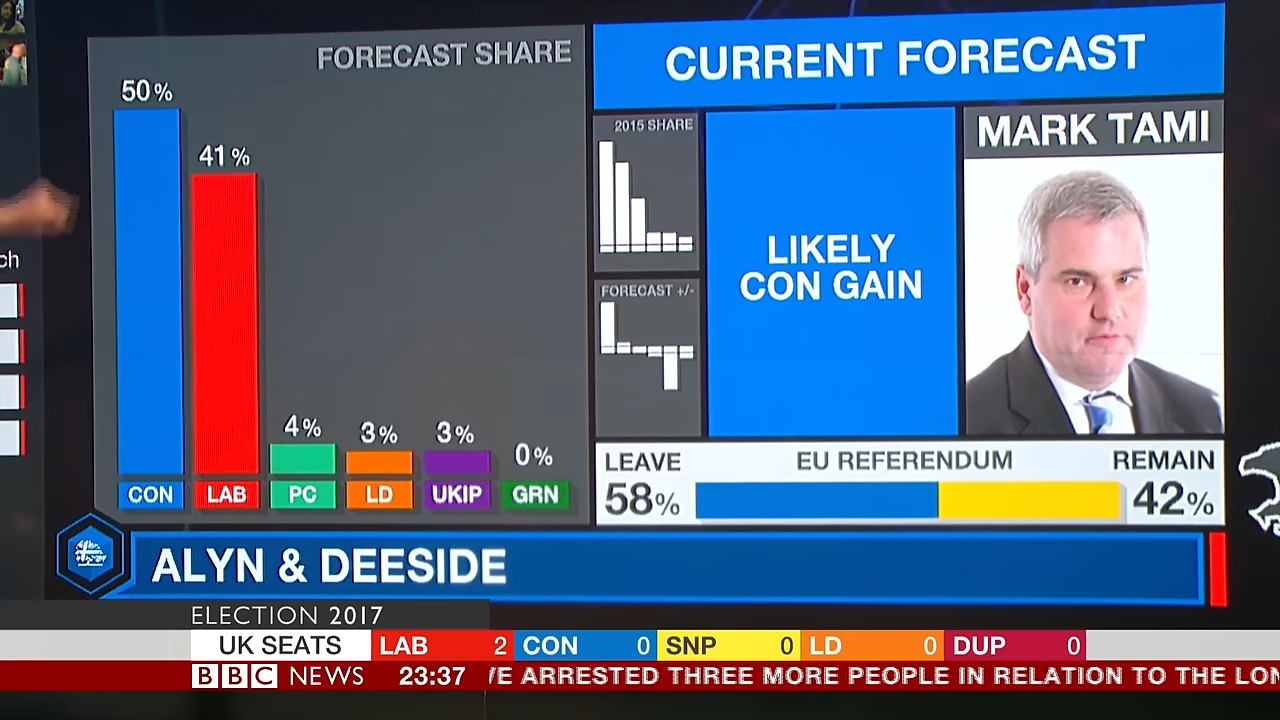 FORECAST SHARE
50%
41%
4%
3%
3%
0%
CON
LAB
PC
LD
UKIP
GRN
CURRENT FORECAST
2015 SHARE
FORECAST +/-
LIKELY
CON GAIN
MARK TAMI
LEAVE
EU REFERENDUM
REMAIN
58%
42%
ch
ALYN & DEESIDE
ELECTION 2017
UK SEATS
LAB 2
CON 0
SNP 0
LD 0
DUP 0
BBC NEWS
23:37
VE ARRESTED THREE MORE PEOPLE IN RELATION TO THE LON